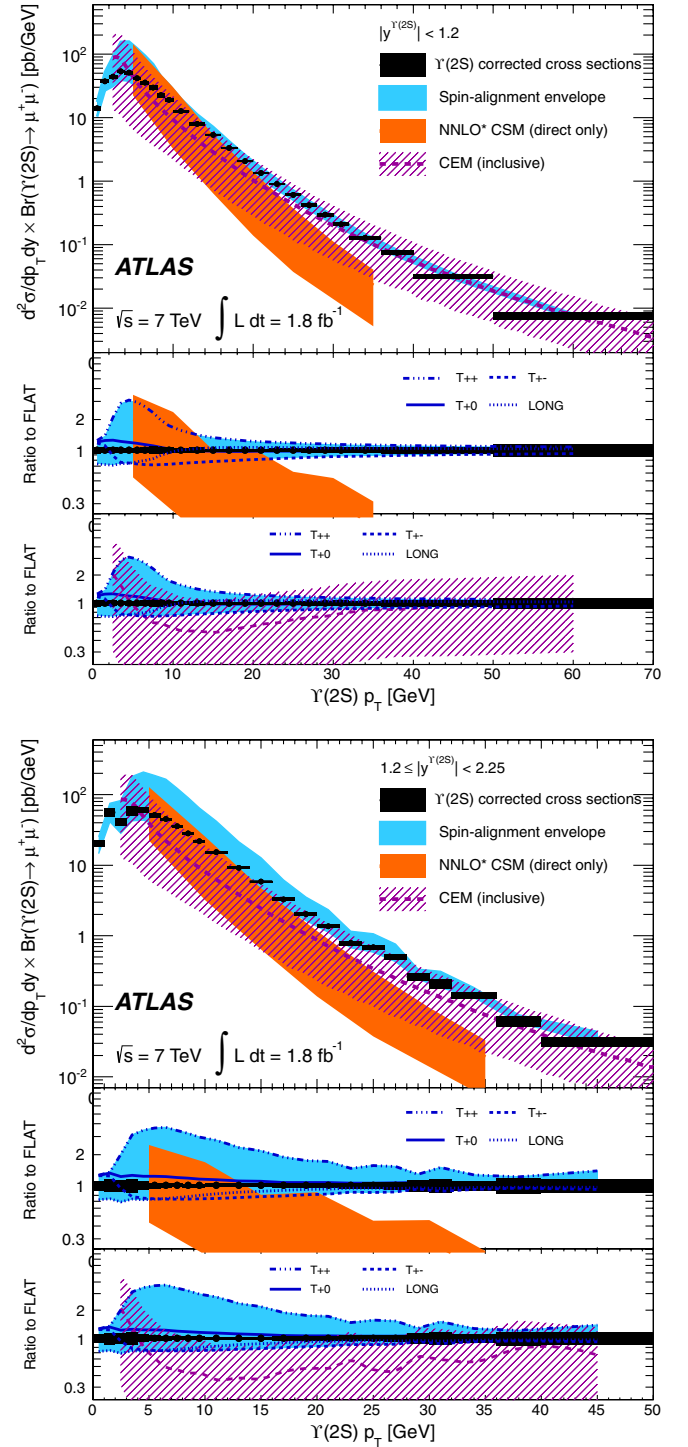 |y^Υ(2S)| < 1.2
d²σ/dp_T dy × Br(Υ(2S)→ μ⁺μ⁻) [pb/GeV]
Υ(2S) corrected cross sections
Spin-alignment envelope
NNLO* CSM (direct only)
CEM (inclusive)
10²
10
1
10⁻¹
10⁻²
ATLAS
√s = 7 TeV ∫ L dt = 1.8 fb⁻¹
0
T++ T+-
T+0 LONG
Ratio to FLAT
2
1
0.3
0
T++ T+-
T+0 LONG
Ratio to FLAT
2
1
0.3
0 10 20 30 40 50 60 70
Υ(2S) p_T [GeV]
1.2 ≤ |y^Υ(2S)| < 2.25
d²σ/dp_T dy × Br(Υ(2S)→ μ⁺μ⁻) [pb/GeV]
Υ(2S) corrected cross sections
Spin-alignment envelope
NNLO* CSM (direct only)
CEM (inclusive)
10²
10
1
10⁻¹
10⁻²
ATLAS
√s = 7 TeV ∫ L dt = 1.8 fb⁻¹
0
T++ T+-
T+0 LONG
Ratio to FLAT
2
1
0.3
0
T++ T+-
T+0 LONG
Ratio to FLAT
2
1
0.3
0 5 10 15 20 25 30 35 40 45 50
Υ(2S) p_T [GeV]